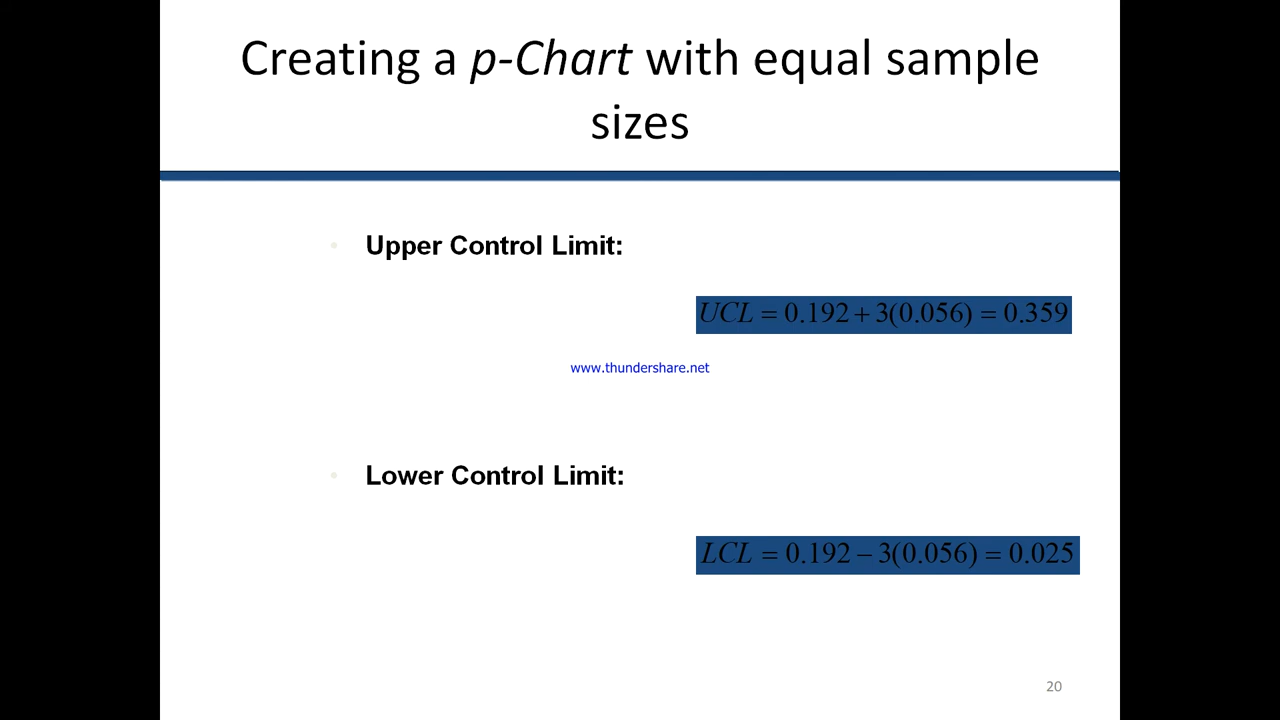 Creating a p-Chart with equal sample
sizes
• Upper Control Limit:
UCL = 0.192 + 3(0.056) = 0.359
www.thundershare.net
• Lower Control Limit:
LCL = 0.192 − 3(0.056) = 0.025
20